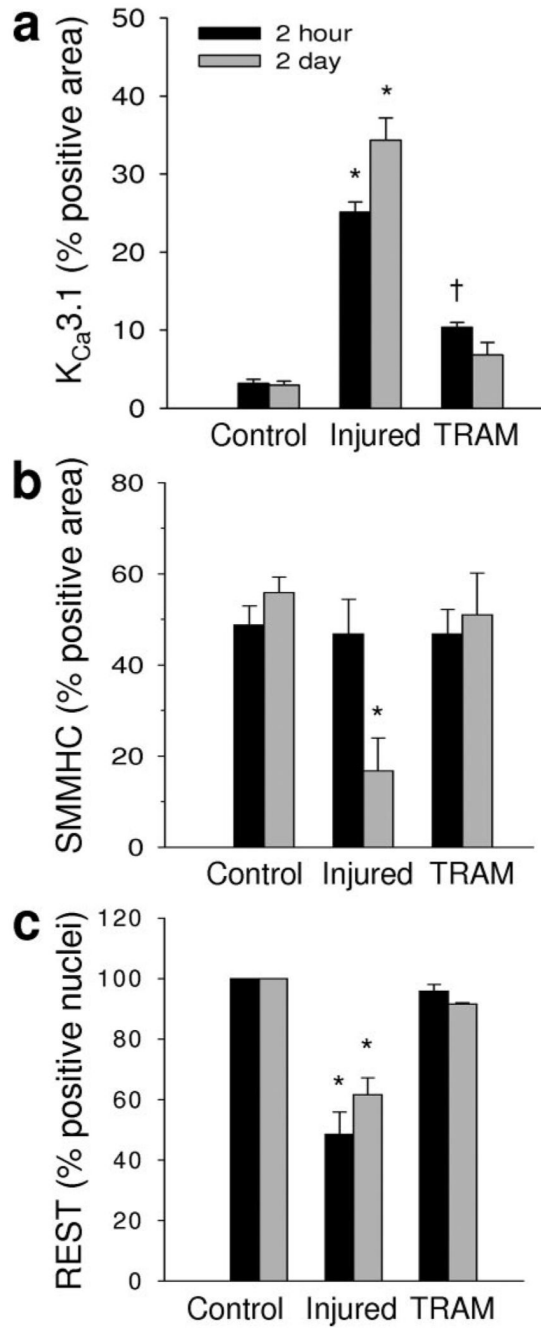 a
K_Ca3.1 (% positive area)
50
40
30
20
10
0
2 hour
2 day
*
*
†
Control Injured TRAM
b
SMMHC (% positive area)
80
60
40
20
0
*
Control Injured TRAM
c
REST (% positive nuclei)
120
100
80
60
40
20
0
*
*
Control Injured TRAM